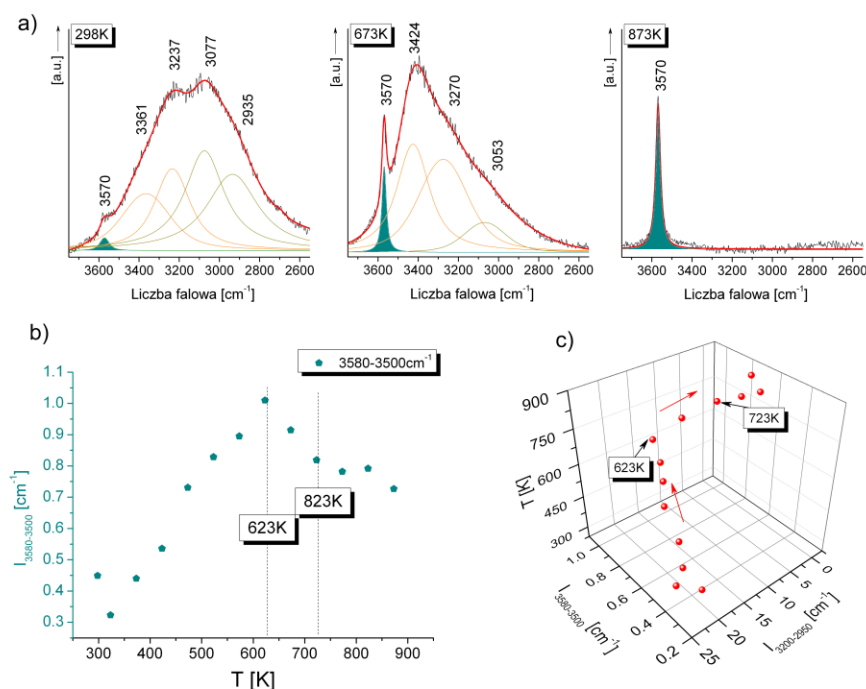 a)
298K
[a.u.]
3570
3361
3237
3077
2935
3600 3400 3200 3000 2800 2600
Liczba falowa [cm⁻¹]
673K
[a.u.]
3570
3424
3270
3053
3600 3400 3200 3000 2800 2600
Liczba falowa [cm⁻¹]
873K
[a.u.]
3570
3600 3400 3200 3000 2800 2600
Liczba falowa [cm⁻¹]
b)
3580-3500cm⁻¹
1.1
1.0
0.9
0.8
0.7
0.6
0.5
0.4
0.3
I3580-3500 [cm⁻¹]
623K
823K
300 400 500 600 700 800 900
T [K]
c)
900
750
600
450
300
T[K]
623K
723K
1.0
0.8
0.6
0.4
0.2
I3580-3500 [cm⁻¹]
0
5
10
15
20
25
I3200-2950 [cm⁻¹]